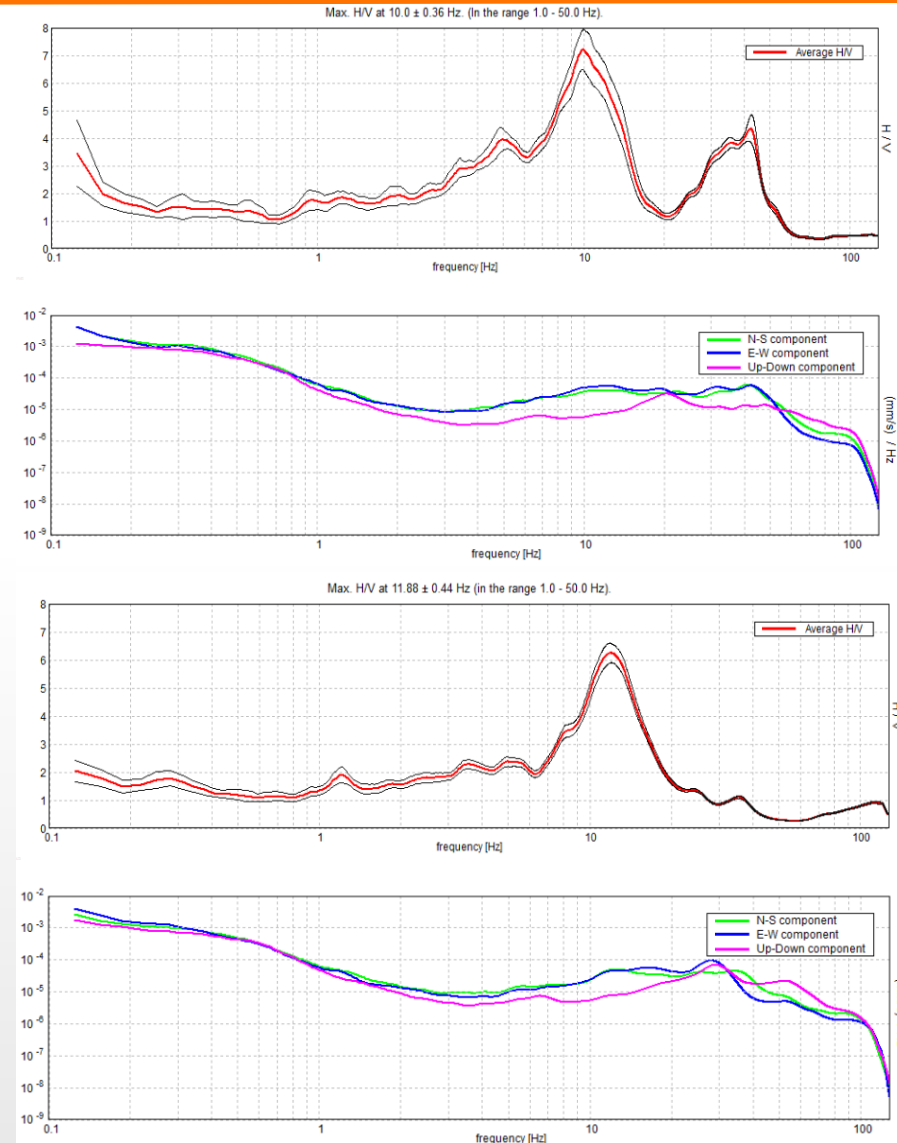 Max. H/V at 10.0 ± 0.36 Hz. (In the range 1.0 - 50.0 Hz).
8
7
6
5
4
3
2
1
0
Average H/V
H / V
0.1 1 10 100
frequency [Hz]
10 -2
10 -3
10 -4
10 -5
10 -6
10 -7
10 -8
10 -9
N-S component
E-W component
Up-Down component
(mm/s) / Hz
0.1 1 10 100
frequency [Hz]
Max. H/V at 11.88 ± 0.44 Hz (in the range 1.0 - 50.0 Hz).
8
7
6
5
4
3
2
1
0
Average H/V
0.1 1 10 100
frequency [Hz]
10 -2
10 -3
10 -4
10 -5
10 -6
10 -7
10 -8
10 -9
N-S component
E-W component
Up-Down component
0.1 1 10 100
frequency [Hz]